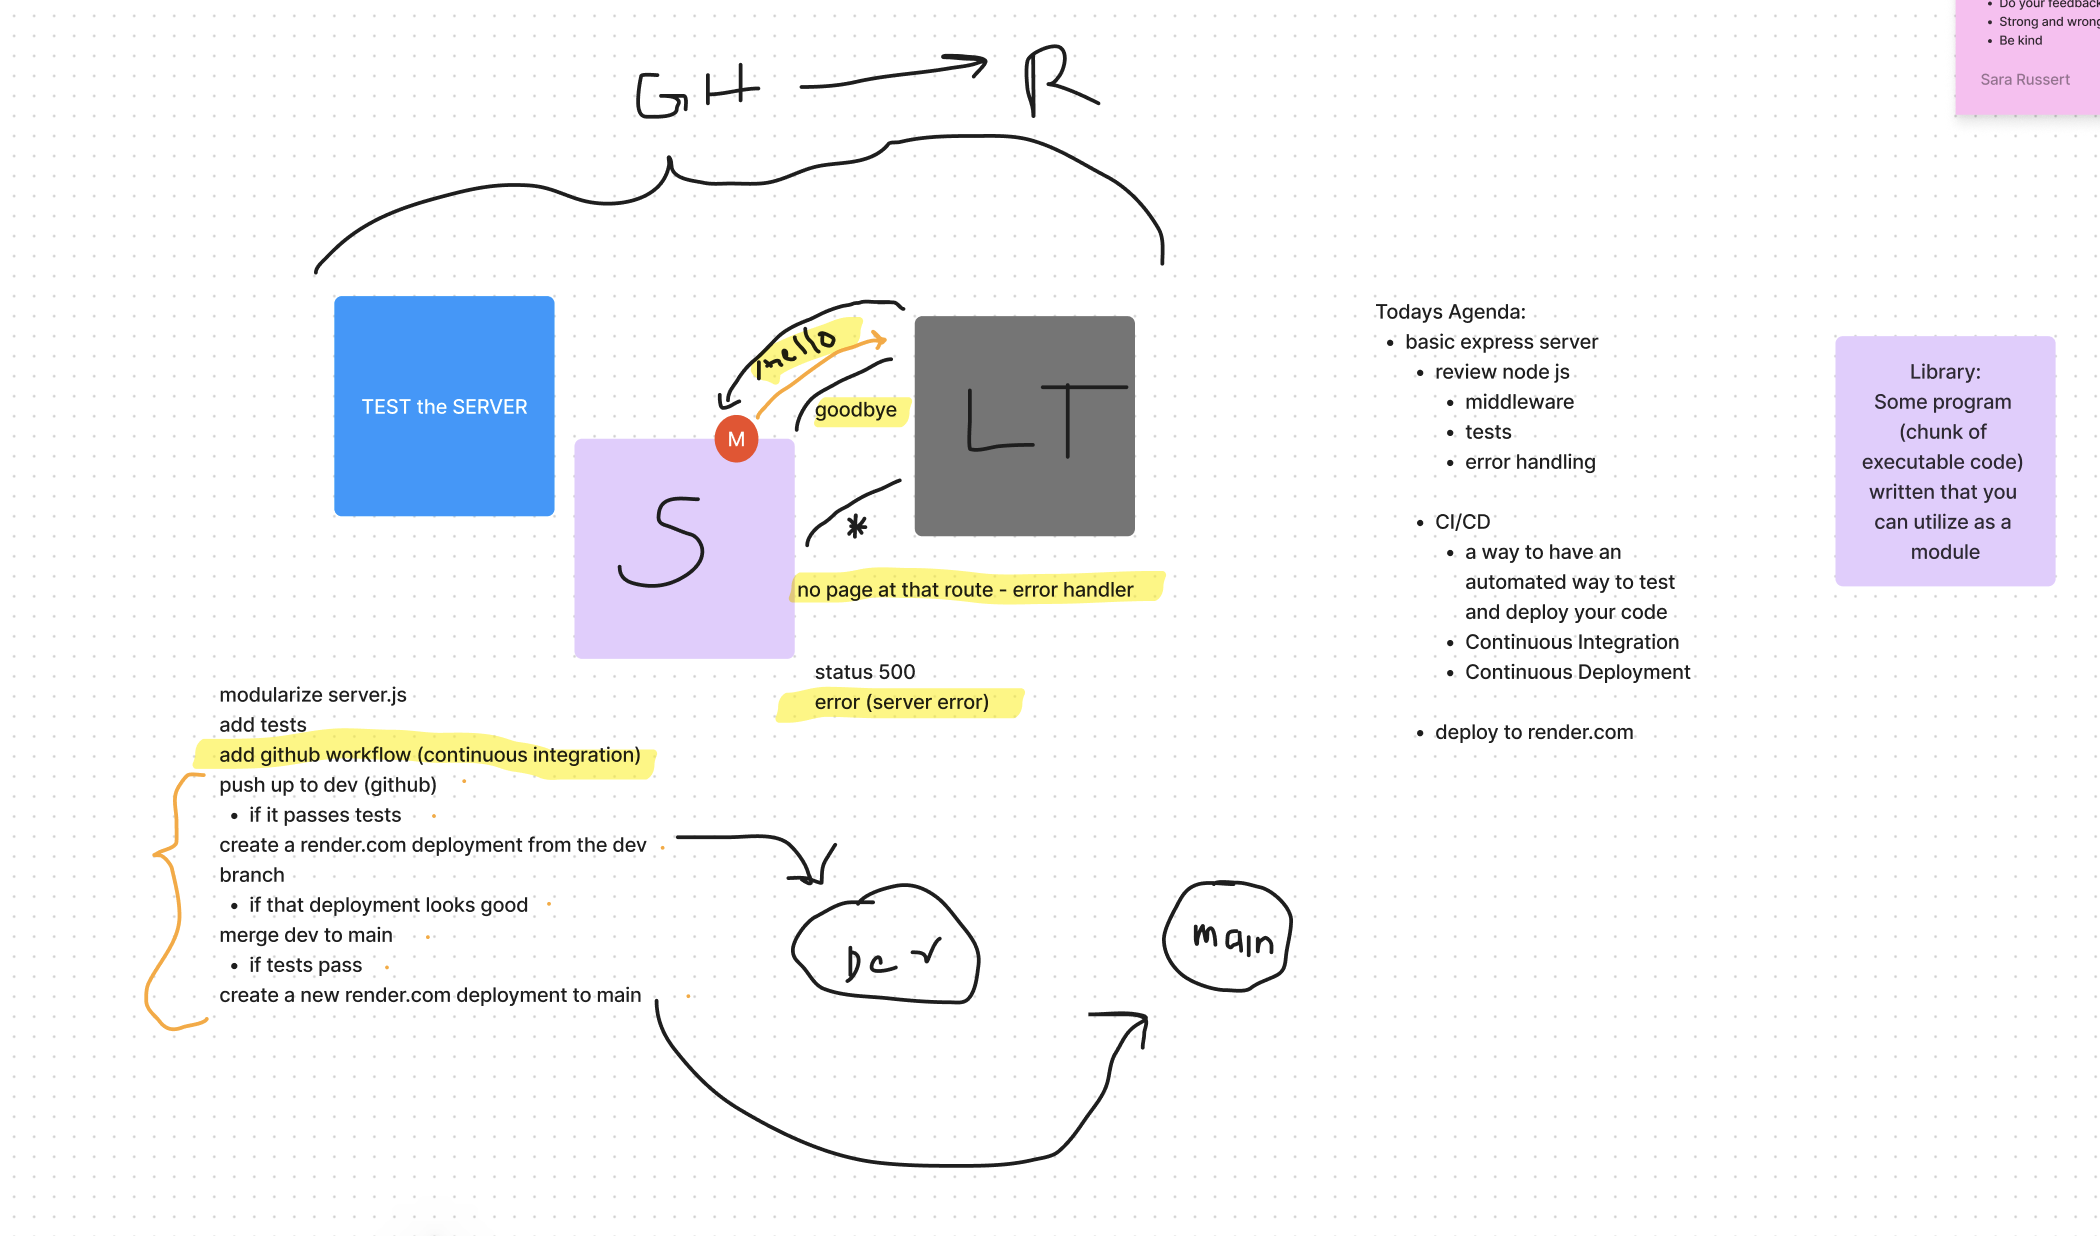 Do your feedback
Strong and wrong
Be kind
Sara Russert
GH
R
TEST the SERVER
hello
goodbye
M
LT
S
*
no page at that route - error handler
status 500
error (server error)
modularize server.js
add tests
add github workflow (continuous integration)
push up to dev (github)
if it passes tests
create a render.com deployment from the dev
branch
if that deployment looks good
merge dev to main
if tests pass
create a new render.com deployment to main
Dev
main
Todays Agenda:
basic express server
review node js
middleware
tests
error handling
CI/CD
a way to have an
automated way to test
and deploy your code
Continuous Integration
Continuous Deployment
deploy to render.com
Library:
Some program
(chunk of
executable code)
written that you
can utilize as a
module